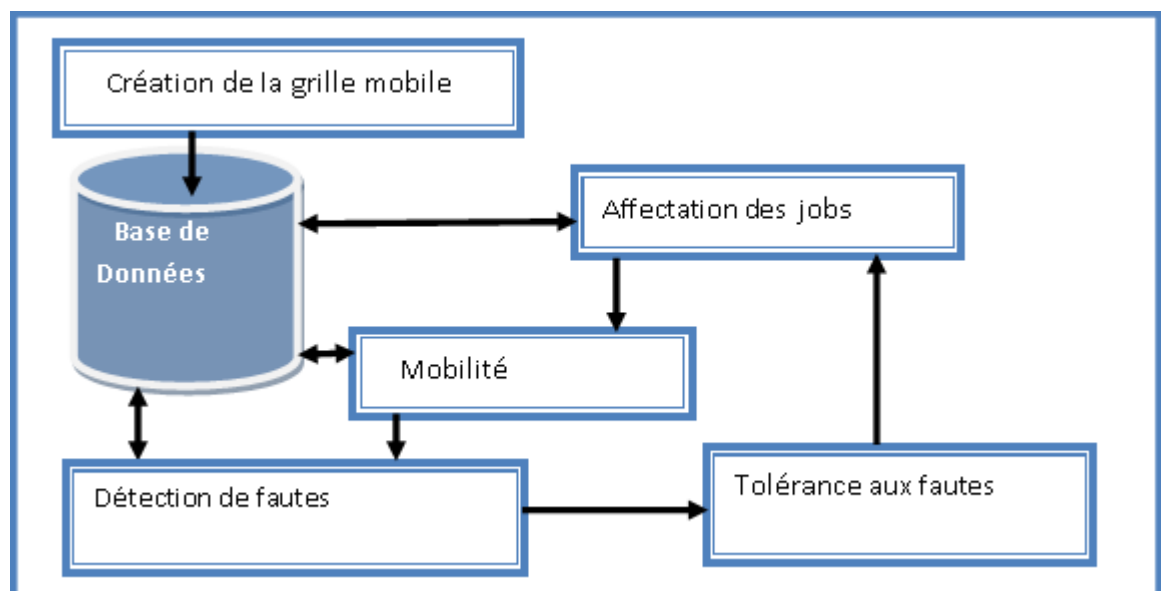 Création de la grille mobile
Affectation des jobs
Base de
Données
Mobilité
Détection de fautes
Tolérance aux fautes